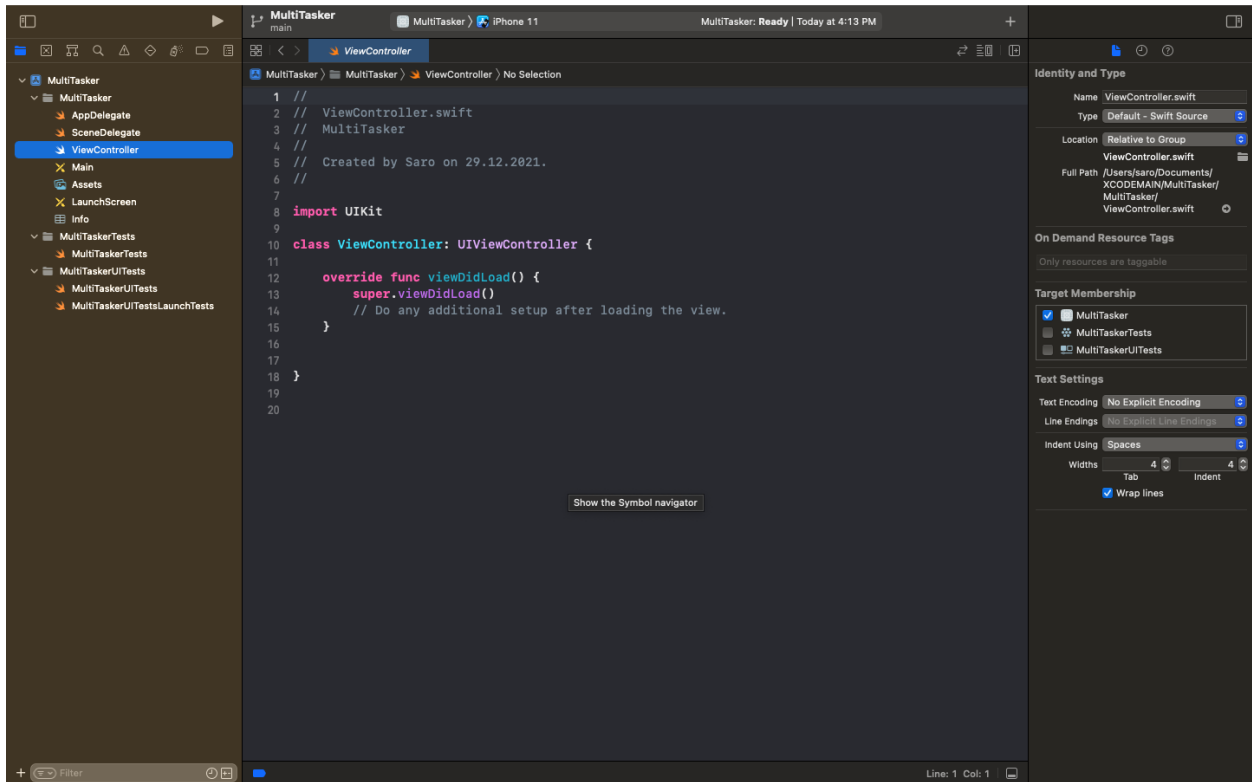 MultiTasker
main
MultiTasker 〉 iPhone 11
MultiTasker: Ready | Today at 4:13 PM
ViewController
MultiTasker 〉 MultiTasker 〉 ViewController 〉 No Selection
MultiTasker
MultiTasker
AppDelegate
SceneDelegate
ViewController
Main
Assets
LaunchScreen
Info
MultiTaskerTests
MultiTaskerTests
MultiTaskerUITests
MultiTaskerUITests
MultiTaskerUITestsLaunchTests
Filter
1 //
2 //  ViewController.swift
3 //  MultiTasker
4 //
5 //  Created by Saro on 29.12.2021.
6 //
7
8 import UIKit
9
10 class ViewController: UIViewController {
11
12     override func viewDidLoad() {
13         super.viewDidLoad()
14         // Do any additional setup after loading the view.
15     }
16
17
18 }
19
20
Show the Symbol navigator
Line: 1 Col: 1
Identity and Type
Name ViewController.swift
Type Default - Swift Source
Location Relative to Group
ViewController.swift
Full Path /Users/saro/Documents/
XCODEMAIN/MultiTasker/
MultiTasker/
ViewController.swift
On Demand Resource Tags
Only resources are taggable
Target Membership
MultiTasker
MultiTaskerTests
MultiTaskerUITests
Text Settings
Text Encoding No Explicit Encoding
Line Endings No Explicit Line Endings
Indent Using Spaces
Widths 4 4
Tab Indent
Wrap lines